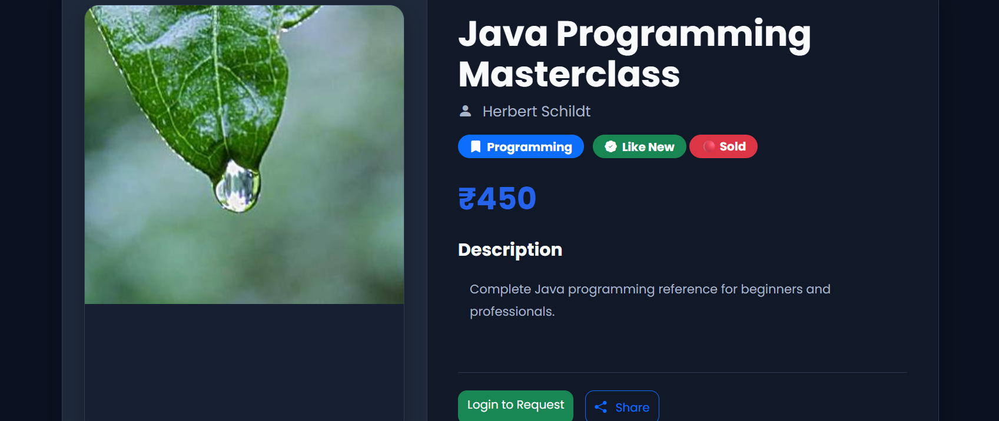 Java Programming
Masterclass
Herbert Schildt
Programming
Like New
Sold
₹450
Description
Complete Java programming reference for beginners and
professionals.
Login to Request
Share